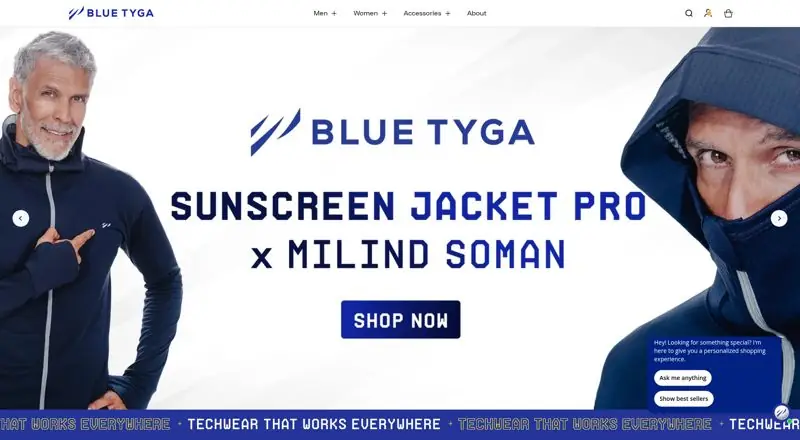 BLUE TYGA
Men +
Women +
Accessories +
About
BLUE TYGA
SUNSCREEN JACKET PRO
x MILIND SOMAN
SHOP NOW
Hey! Looking for something special? I'm
here to give you a personalized shopping
experience.
Ask me anything
Show best sellers
THAT WORKS EVERYWHERE + TECHWEAR THAT WORKS EVERYWHERE + TECHWEAR THAT WORKS EVERYWHERE + TECHWEAR